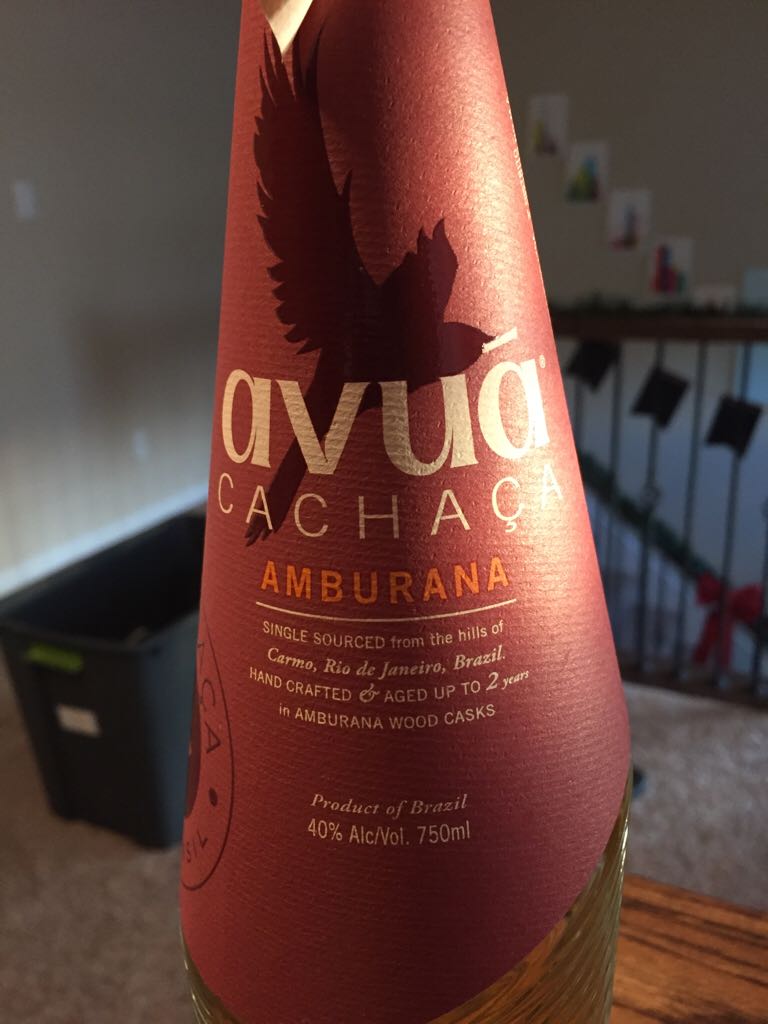 avuá®
CACHAÇA
AMBURANA
SINGLE SOURCED from the hills of
Carmo, Rio de Janeiro, Brazil.
HAND CRAFTED & AGED UP TO 2 years
in AMBURANA WOOD CASKS
Product of Brazil
40% Alc/Vol. 750ml